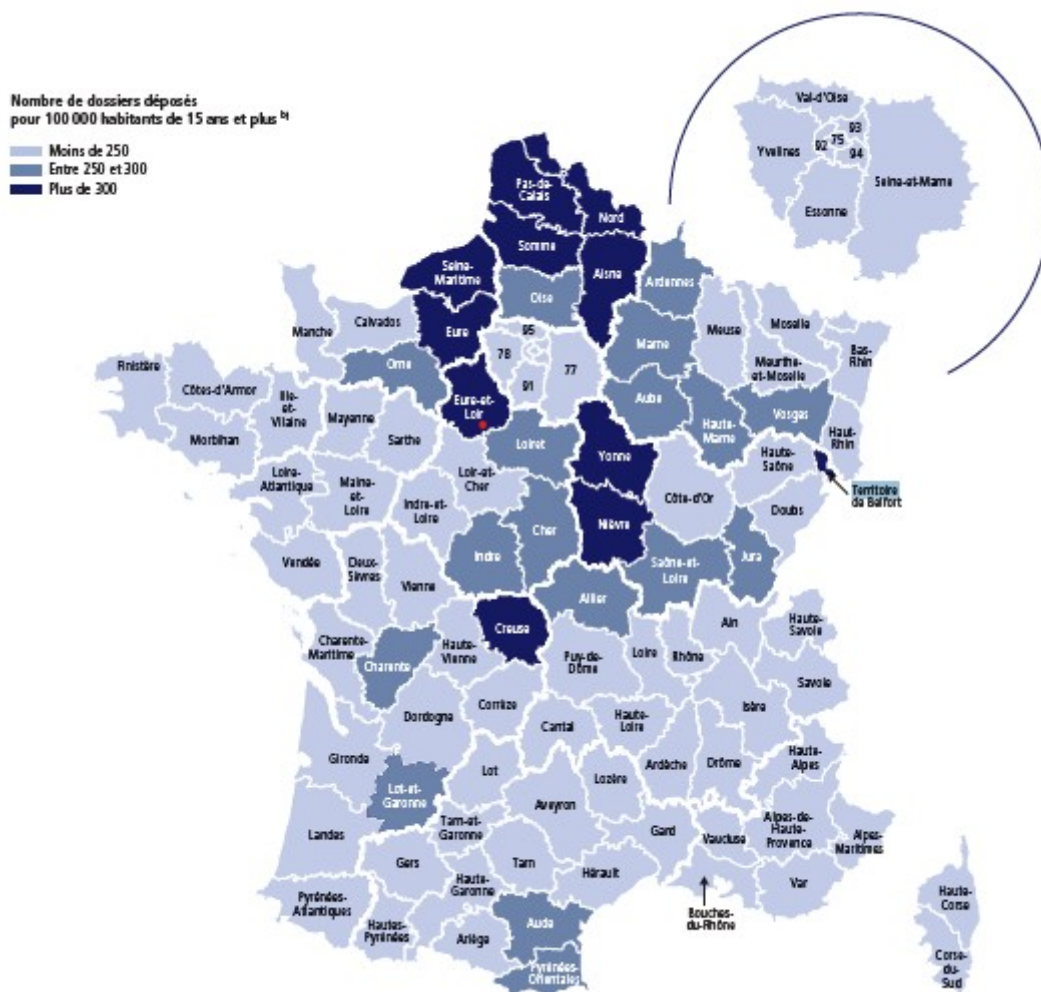 Nombre de dossiers déposés
pour 100 000 habitants de 15 ans et plus b)
Moins de 250
Entre 250 et 300
Plus de 300
Val-d'Oise
93
75
92
94
Yvelines
Seine-et-Marne
Essonne
Pas-de-
Calais
Nord
Somme
Seine-
Maritime
Aisne
Ardennes
Oise
Eure
Calvados
Manche
95
78
77
91
Marne
Meuse
Moselle
Meurthe-
et-Moselle
Bas-
Rhin
Finistère
Côtes-d'Armor
Ille-
et-
Vilaine
Orne
Mayenne
Eure-et-
Loir
Aube
Haute-
Marne
Vosges
Haut-
Rhin
Morbihan
Sarthe
Loiret
Yonne
Haute-
Saône
Territoire
de Belfort
Loire-
Atlantique
Maine-
et-
Loire
Indre-et-
Loire
Loir-et-
Cher
Côte-d'Or
Doubs
Cher
Nièvre
Indre
Vendée
Deux-
Sèvres
Vienne
Saône-et-
Loire
Jura
Allier
Creuse
Charente-
Maritime
Charente
Haute-
Vienne
Puy-de-
Dôme
Loire
Rhône
Ain
Haute-
Savoie
Savoie
Dordogne
Corrèze
Cantal
Haute-
Loire
Isère
Gironde
Lot-et-
Garonne
Lot
Aveyron
Lozère
Ardèche
Drôme
Hautes-
Alpes
Landes
Tarn-et-
Garonne
Gers
Tarn
Gard
Vaucluse
Alpes-de-
Haute-
Provence
Alpes-
Maritimes
Haute-
Garonne
Hérault
Bouches-
du-Rhône
Var
Pyrénées-
Atlantiques
Hautes-
Pyrénées
Ariège
Aude
Pyrénées-
Orientales
Haute-
Corse
Corse-
du-
Sud